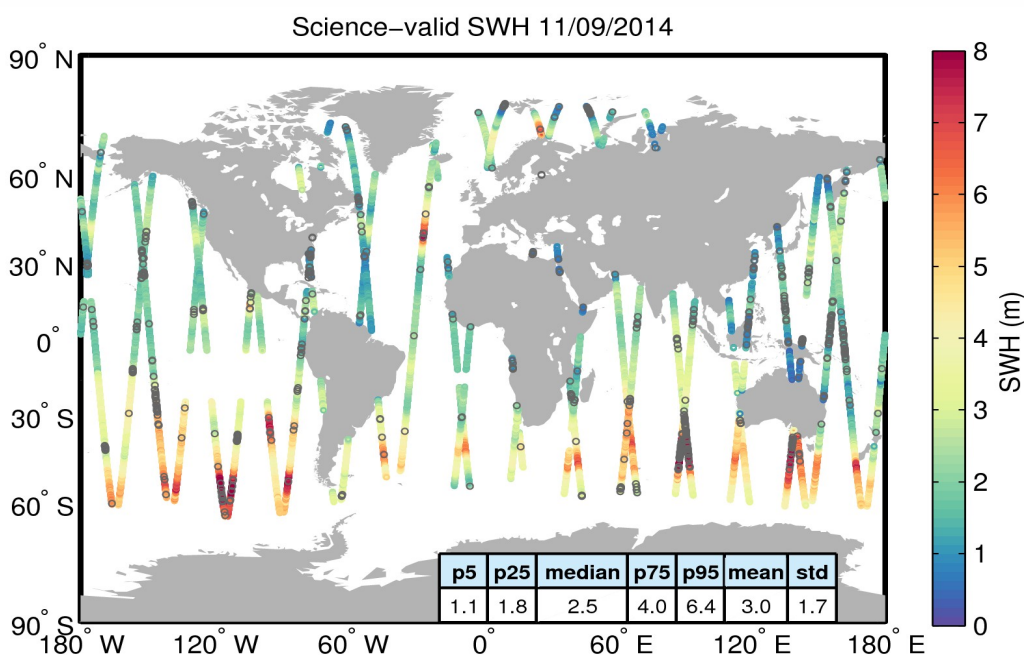 Science−valid SWH 11/09/2014
90° N
60° N
30° N
0°
30° S
60° S
90° S
180° W
120° W
60° W
0°
60° E
120° E
180° E
p5 p25 median p75 p95 mean std
1.1 1.8 2.5 4.0 6.4 3.0 1.7
8
7
6
5
4
3
2
1
0
SWH (m)